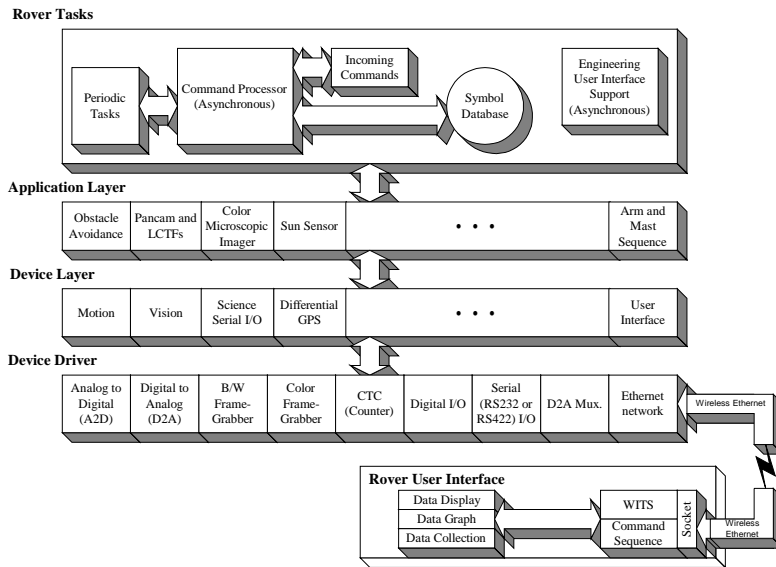 Rover Tasks
Periodic
Tasks
Command Processor
(Asynchronous)
Incoming
Commands
Symbol
Database
Engineering
User Interface
Support
(Asynchronous)
Application Layer
Obstacle
Avoidance
Pancam and
LCTFs
Color
Microscopic
Imager
Sun Sensor
• • •
Arm and
Mast
Sequence
Device Layer
Motion
Vision
Science
Serial I/O
Differential
GPS
• • •
User
Interface
Device Driver
Analog to
Digital
(A2D)
Digital to
Analog
(D2A)
B/W
Frame-
Grabber
Color
Frame-
Grabber
CTC
(Counter)
Digital I/O
Serial
(RS232 or
RS422) I/O
D2A Mux.
Ethernet
network
Wireless Ethernet
Rover User Interface
Data Display
Data Graph
Data Collection
WITS
Command
Sequence
Socket
Wireless
Ethernet